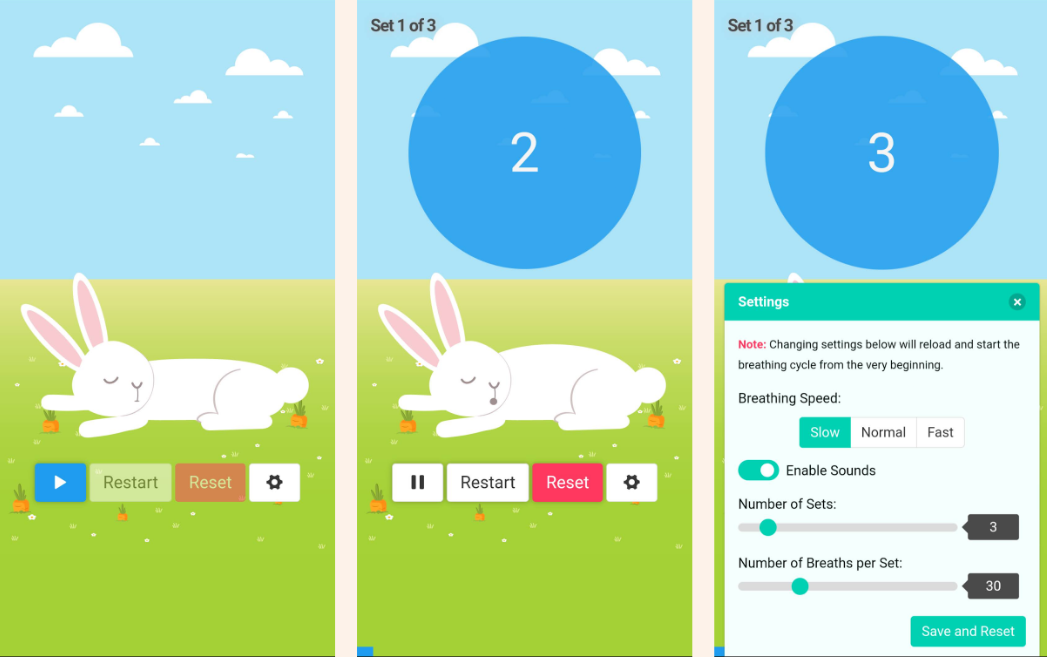 Restart
Reset
Set 1 of 3
2
Restart
Reset
Set 1 of 3
3
Settings
Note: Changing settings below will reload and start the
breathing cycle from the very beginning.
Breathing Speed:
Slow Normal Fast
Enable Sounds
Number of Sets:
3
Number of Breaths per Set:
30
Save and Reset